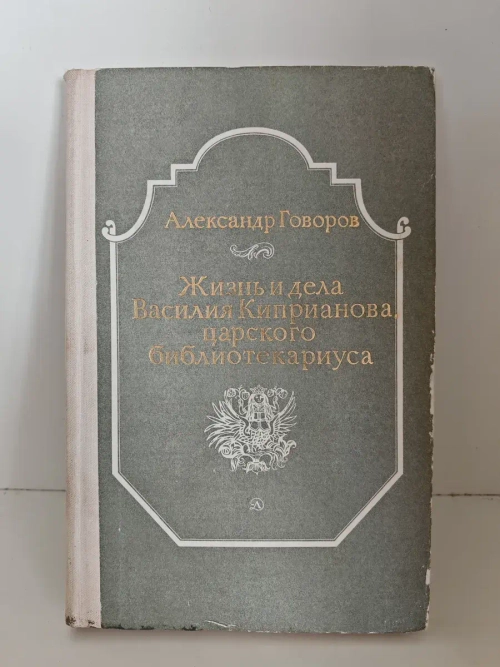 Александр Говоров
Жизнь и дела
Василия Киприанова,
царского
библиотекариуса